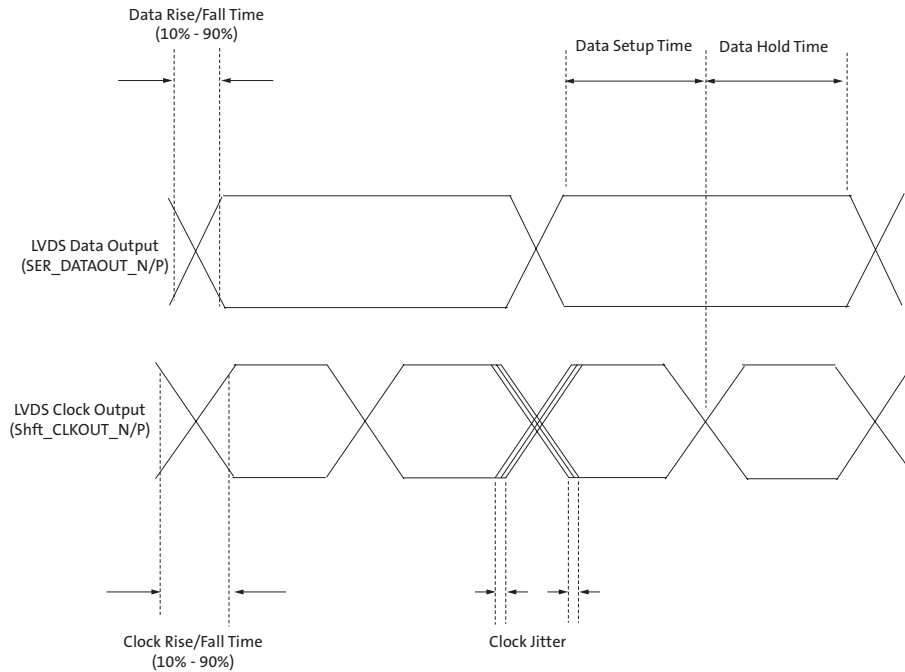 Data Rise/Fall Time
(10% - 90%)
Data Setup Time
Data Hold Time
LVDS Data Output
(SER_DATAOUT_N/P)
LVDS Clock Output
(Shft_CLKOUT_N/P)
Clock Rise/Fall Time
(10% - 90%)
Clock Jitter